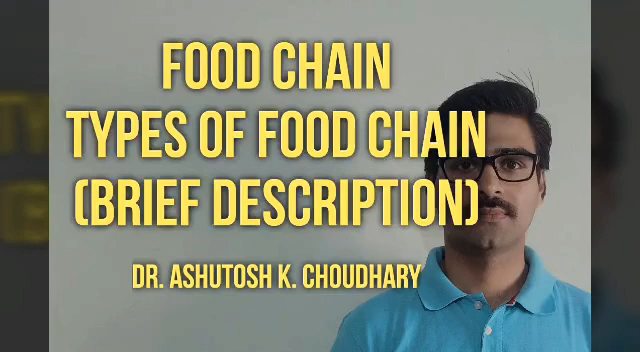 FOOD CHAIN
TYPES OF FOOD CHAIN
(BRIEF DESCRIPTION)
DR. ASHUTOSH K. CHOUDHARY